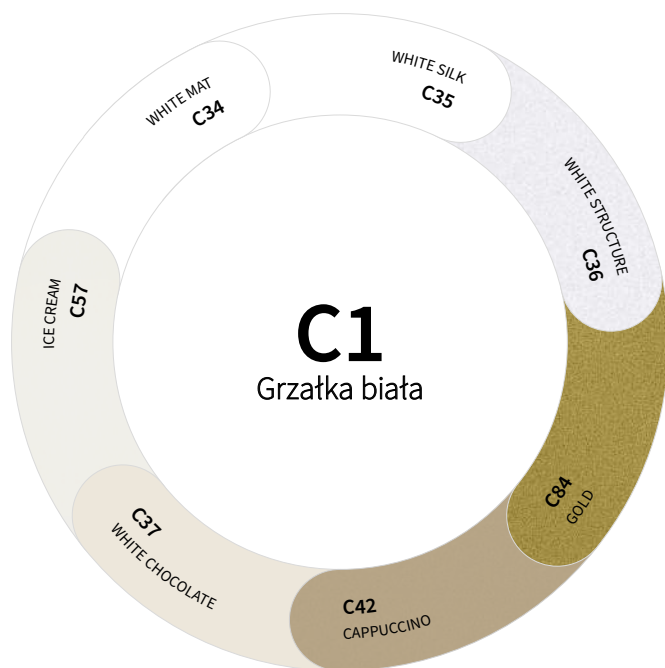 WHITE MAT
C34
WHITE SILK
C35
WHITE STRUCTURE
C36
C84
GOLD
C42
CAPPUCCINO
C37
WHITE CHOCOLATE
ICE CREAM
C57
C1
Grzałka biała